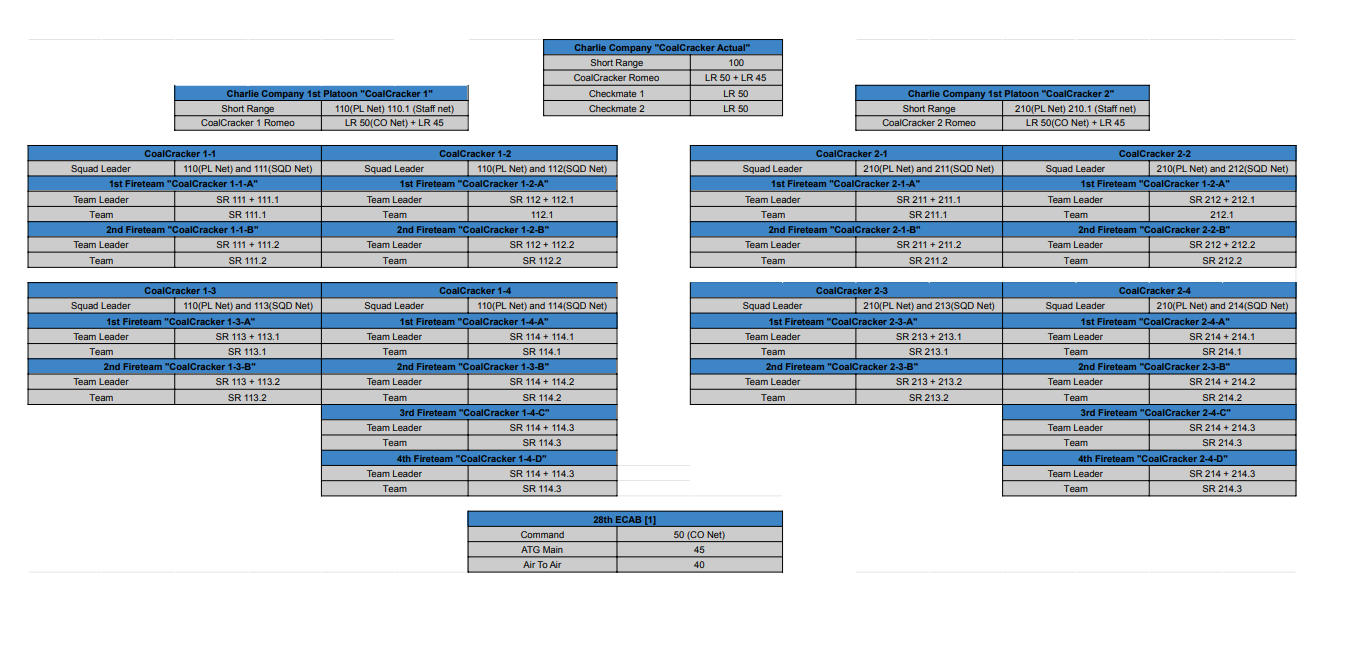 Charlie Company "CoalCracker Actual"
Short Range 100
CoalCracker Romeo LR 50 + LR 45
Checkmate 1 LR 50
Checkmate 2 LR 50
Charlie Company 1st Platoon "CoalCracker 1"
Short Range 110(PL Net) 110.1 (Staff net)
CoalCracker 1 Romeo LR 50(CO Net) + LR 45
Charlie Company 1st Platoon "CoalCracker 2"
Short Range 210(PL Net) 210.1 (Staff net)
CoalCracker 2 Romeo LR 50(CO Net) + LR 45
CoalCracker 1-1 CoalCracker 1-2
Squad Leader 110(PL Net) and 111(SQD Net) Squad Leader 110(PL Net) and 112(SQD Net)
1st Fireteam "CoalCracker 1-1-A" 1st Fireteam "CoalCracker 1-2-A"
Team Leader SR 111 + 111.1 Team Leader SR 112 + 112.1
Team SR 111.1 Team 112.1
2nd Fireteam "CoalCracker 1-1-B" 2nd Fireteam "CoalCracker 1-2-B"
Team Leader SR 111 + 111.2 Team Leader SR 112 + 112.2
Team SR 111.2 Team SR 112.2
CoalCracker 2-1 CoalCracker 2-2
Squad Leader 210(PL Net) and 211(SQD Net) Squad Leader 210(PL Net) and 212(SQD Net)
1st Fireteam "CoalCracker 2-1-A" 1st Fireteam "CoalCracker 1-2-A"
Team Leader SR 211 + 211.1 Team Leader SR 212 + 212.1
Team SR 211.1 Team 212.1
2nd Fireteam "CoalCracker 2-1-B" 2nd Fireteam "CoalCracker 2-2-B"
Team Leader SR 211 + 211.2 Team Leader SR 212 + 212.2
Team SR 211.2 Team SR 212.2
CoalCracker 1-3 CoalCracker 1-4
Squad Leader 110(PL Net) and 113(SQD Net) Squad Leader 110(PL Net) and 114(SQD Net)
1st Fireteam "CoalCracker 1-3-A" 1st Fireteam "CoalCracker 1-4-A"
Team Leader SR 113 + 113.1 Team Leader SR 114 + 114.1
Team SR 113.1 Team SR 114.1
2nd Fireteam "CoalCracker 1-3-B" 2nd Fireteam "CoalCracker 1-3-B"
Team Leader SR 113 + 113.2 Team Leader SR 114 + 114.2
Team SR 113.2 Team SR 114.2
3rd Fireteam "CoalCracker 1-4-C"
Team Leader SR 114 + 114.3
Team SR 114.3
4th Fireteam "CoalCracker 1-4-D"
Team Leader SR 114 + 114.3
Team SR 114.3
CoalCracker 2-3 CoalCracker 2-4
Squad Leader 210(PL Net) and 213(SQD Net) Squad Leader 210(PL Net) and 214(SQD Net)
1st Fireteam "CoalCracker 2-3-A" 1st Fireteam "CoalCracker 2-4-A"
Team Leader SR 213 + 213.1 Team Leader SR 214 + 214.1
Team SR 213.1 Team SR 214.1
2nd Fireteam "CoalCracker 2-3-B" 2nd Fireteam "CoalCracker 2-3-B"
Team Leader SR 213 + 213.2 Team Leader SR 214 + 214.2
Team SR 213.2 Team SR 214.2
3rd Fireteam "CoalCracker 2-4-C"
Team Leader SR 214 + 214.3
Team SR 214.3
4th Fireteam "CoalCracker 2-4-D"
Team Leader SR 214 + 214.3
Team SR 214.3
28th ECAB [1]
Command 50 (CO Net)
ATG Main 45
Air To Air 40